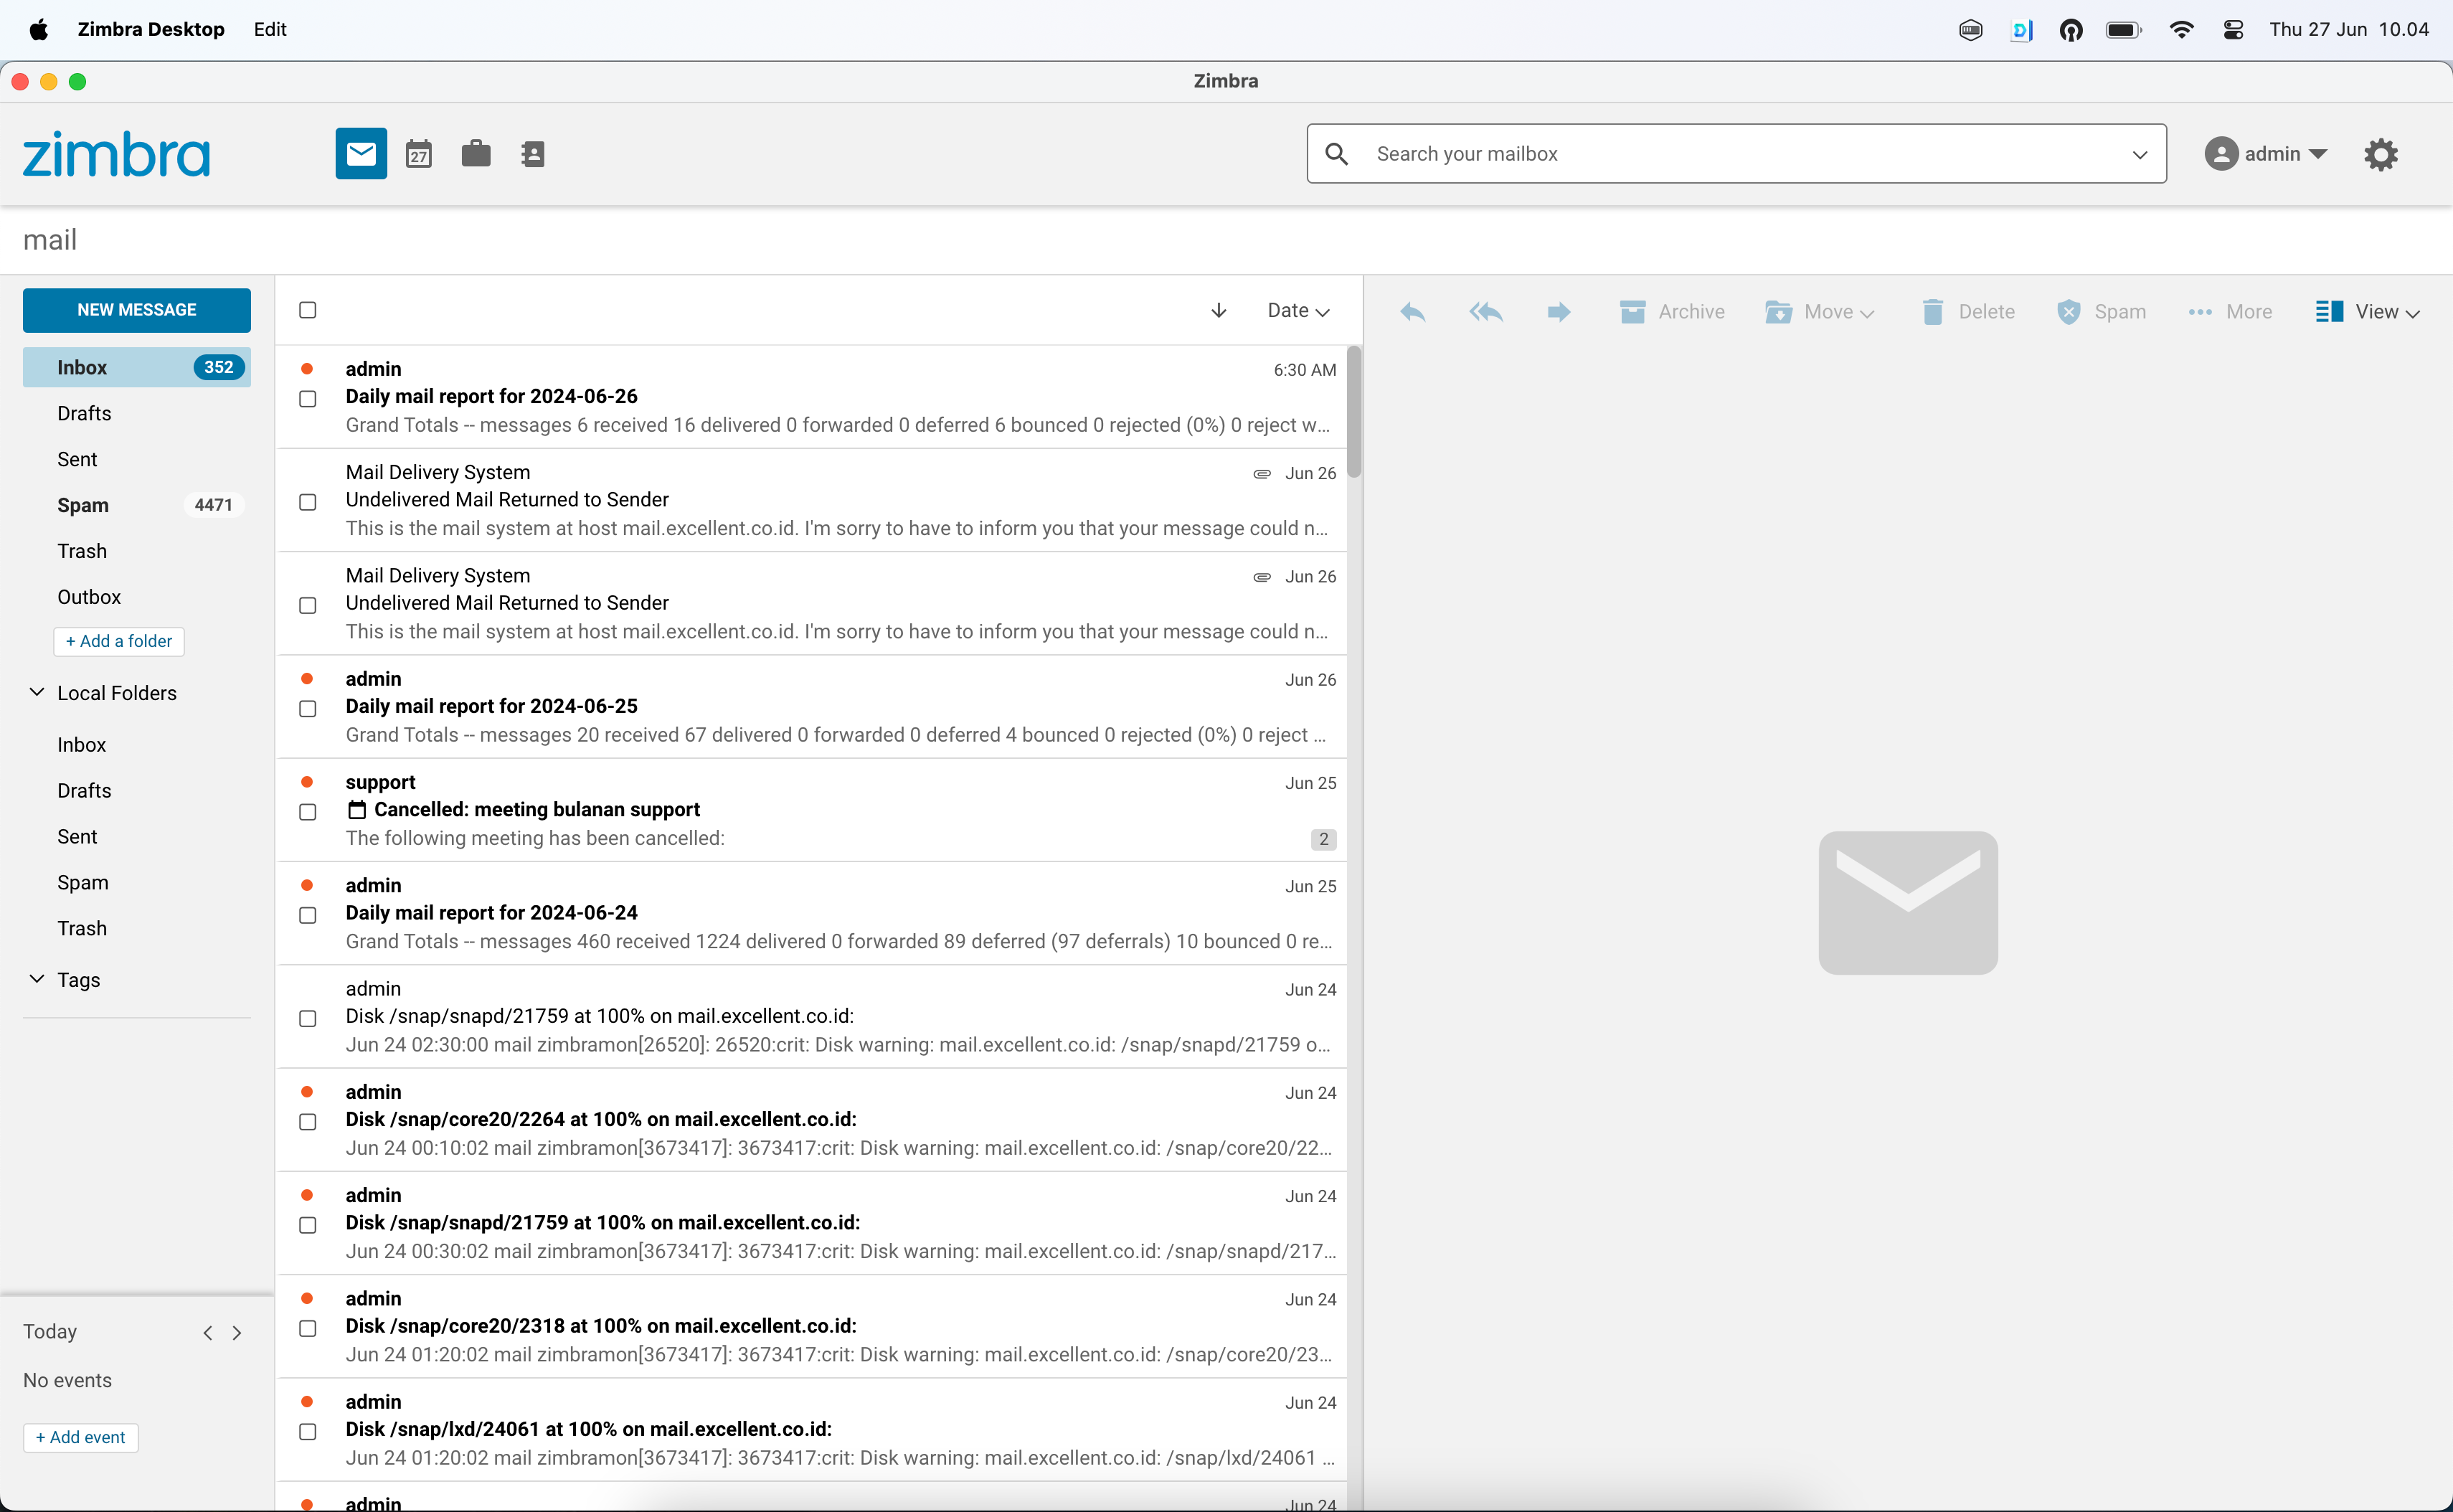 Zimbra Desktop Edit Thu 27 Jun 10.04
Zimbra
zimbra 27 Search your mailbox admin
mail
NEW MESSAGE
Inbox 352
Drafts
Sent
Spam 4471
Trash
Outbox
+ Add a folder
Local Folders
Inbox
Drafts
Sent
Spam
Trash
Tags
Today
No events
+ Add event
Date
admin 6:30 AM
Daily mail report for 2024-06-26
Grand Totals -- messages 6 received 16 delivered 0 forwarded 0 deferred 6 bounced 0 rejected (0%) 0 reject w...
Mail Delivery System Jun 26
Undelivered Mail Returned to Sender
This is the mail system at host mail.excellent.co.id. I'm sorry to have to inform you that your message could n...
Mail Delivery System Jun 26
Undelivered Mail Returned to Sender
This is the mail system at host mail.excellent.co.id. I'm sorry to have to inform you that your message could n...
admin Jun 26
Daily mail report for 2024-06-25
Grand Totals -- messages 20 received 67 delivered 0 forwarded 0 deferred 4 bounced 0 rejected (0%) 0 reject ...
support Jun 25
Cancelled: meeting bulanan support
The following meeting has been cancelled: 2
admin Jun 25
Daily mail report for 2024-06-24
Grand Totals -- messages 460 received 1224 delivered 0 forwarded 89 deferred (97 deferrals) 10 bounced 0 re...
admin Jun 24
Disk /snap/snapd/21759 at 100% on mail.excellent.co.id:
Jun 24 02:30:00 mail zimbramon[26520]: 26520:crit: Disk warning: mail.excellent.co.id: /snap/snapd/21759 o...
admin Jun 24
Disk /snap/core20/2264 at 100% on mail.excellent.co.id:
Jun 24 00:10:02 mail zimbramon[3673417]: 3673417:crit: Disk warning: mail.excellent.co.id: /snap/core20/22...
admin Jun 24
Disk /snap/snapd/21759 at 100% on mail.excellent.co.id:
Jun 24 00:30:02 mail zimbramon[3673417]: 3673417:crit: Disk warning: mail.excellent.co.id: /snap/snapd/217...
admin Jun 24
Disk /snap/core20/2318 at 100% on mail.excellent.co.id:
Jun 24 01:20:02 mail zimbramon[3673417]: 3673417:crit: Disk warning: mail.excellent.co.id: /snap/core20/23...
admin Jun 24
Disk /snap/lxd/24061 at 100% on mail.excellent.co.id:
Jun 24 01:20:02 mail zimbramon[3673417]: 3673417:crit: Disk warning: mail.excellent.co.id: /snap/lxd/24061 ...
admin Jun 24
Archive Move Delete Spam More View